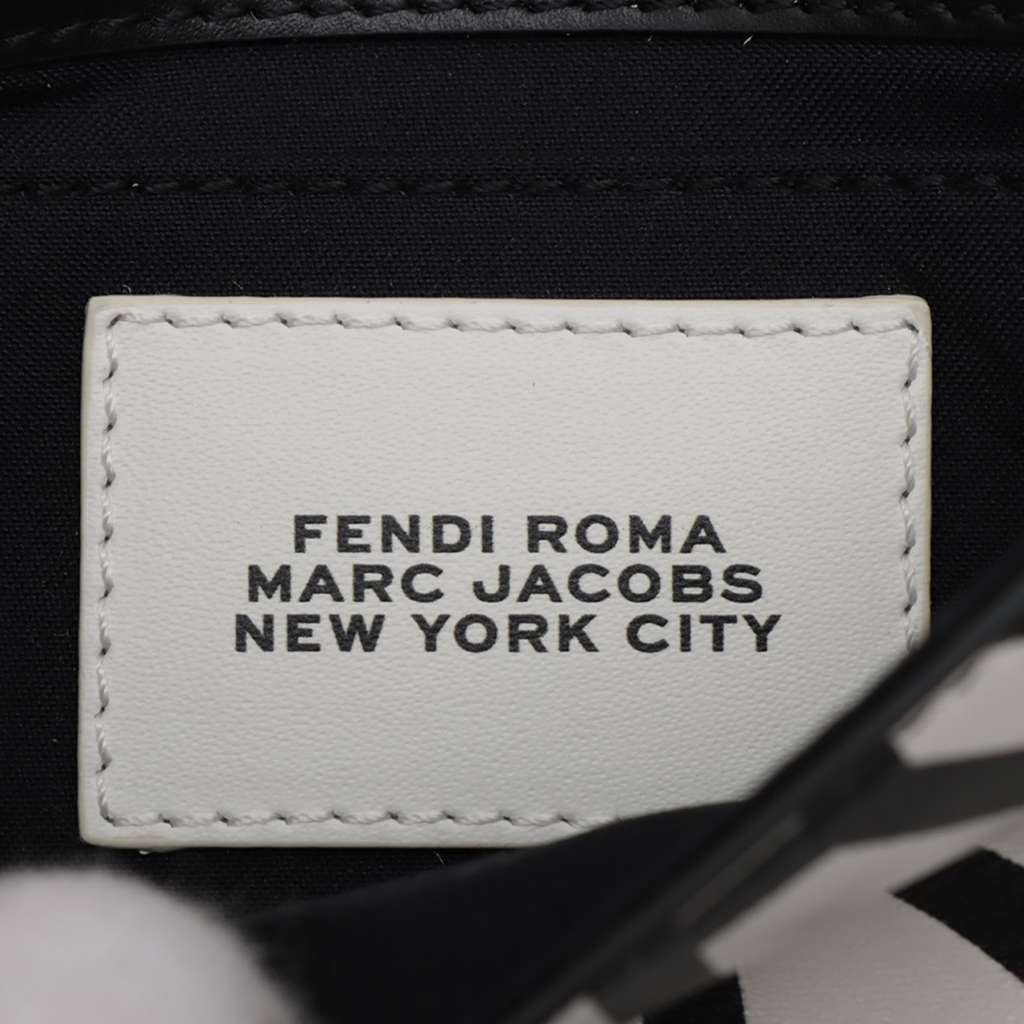 FENDI ROMA
MARC JACOBS
NEW YORK CITY